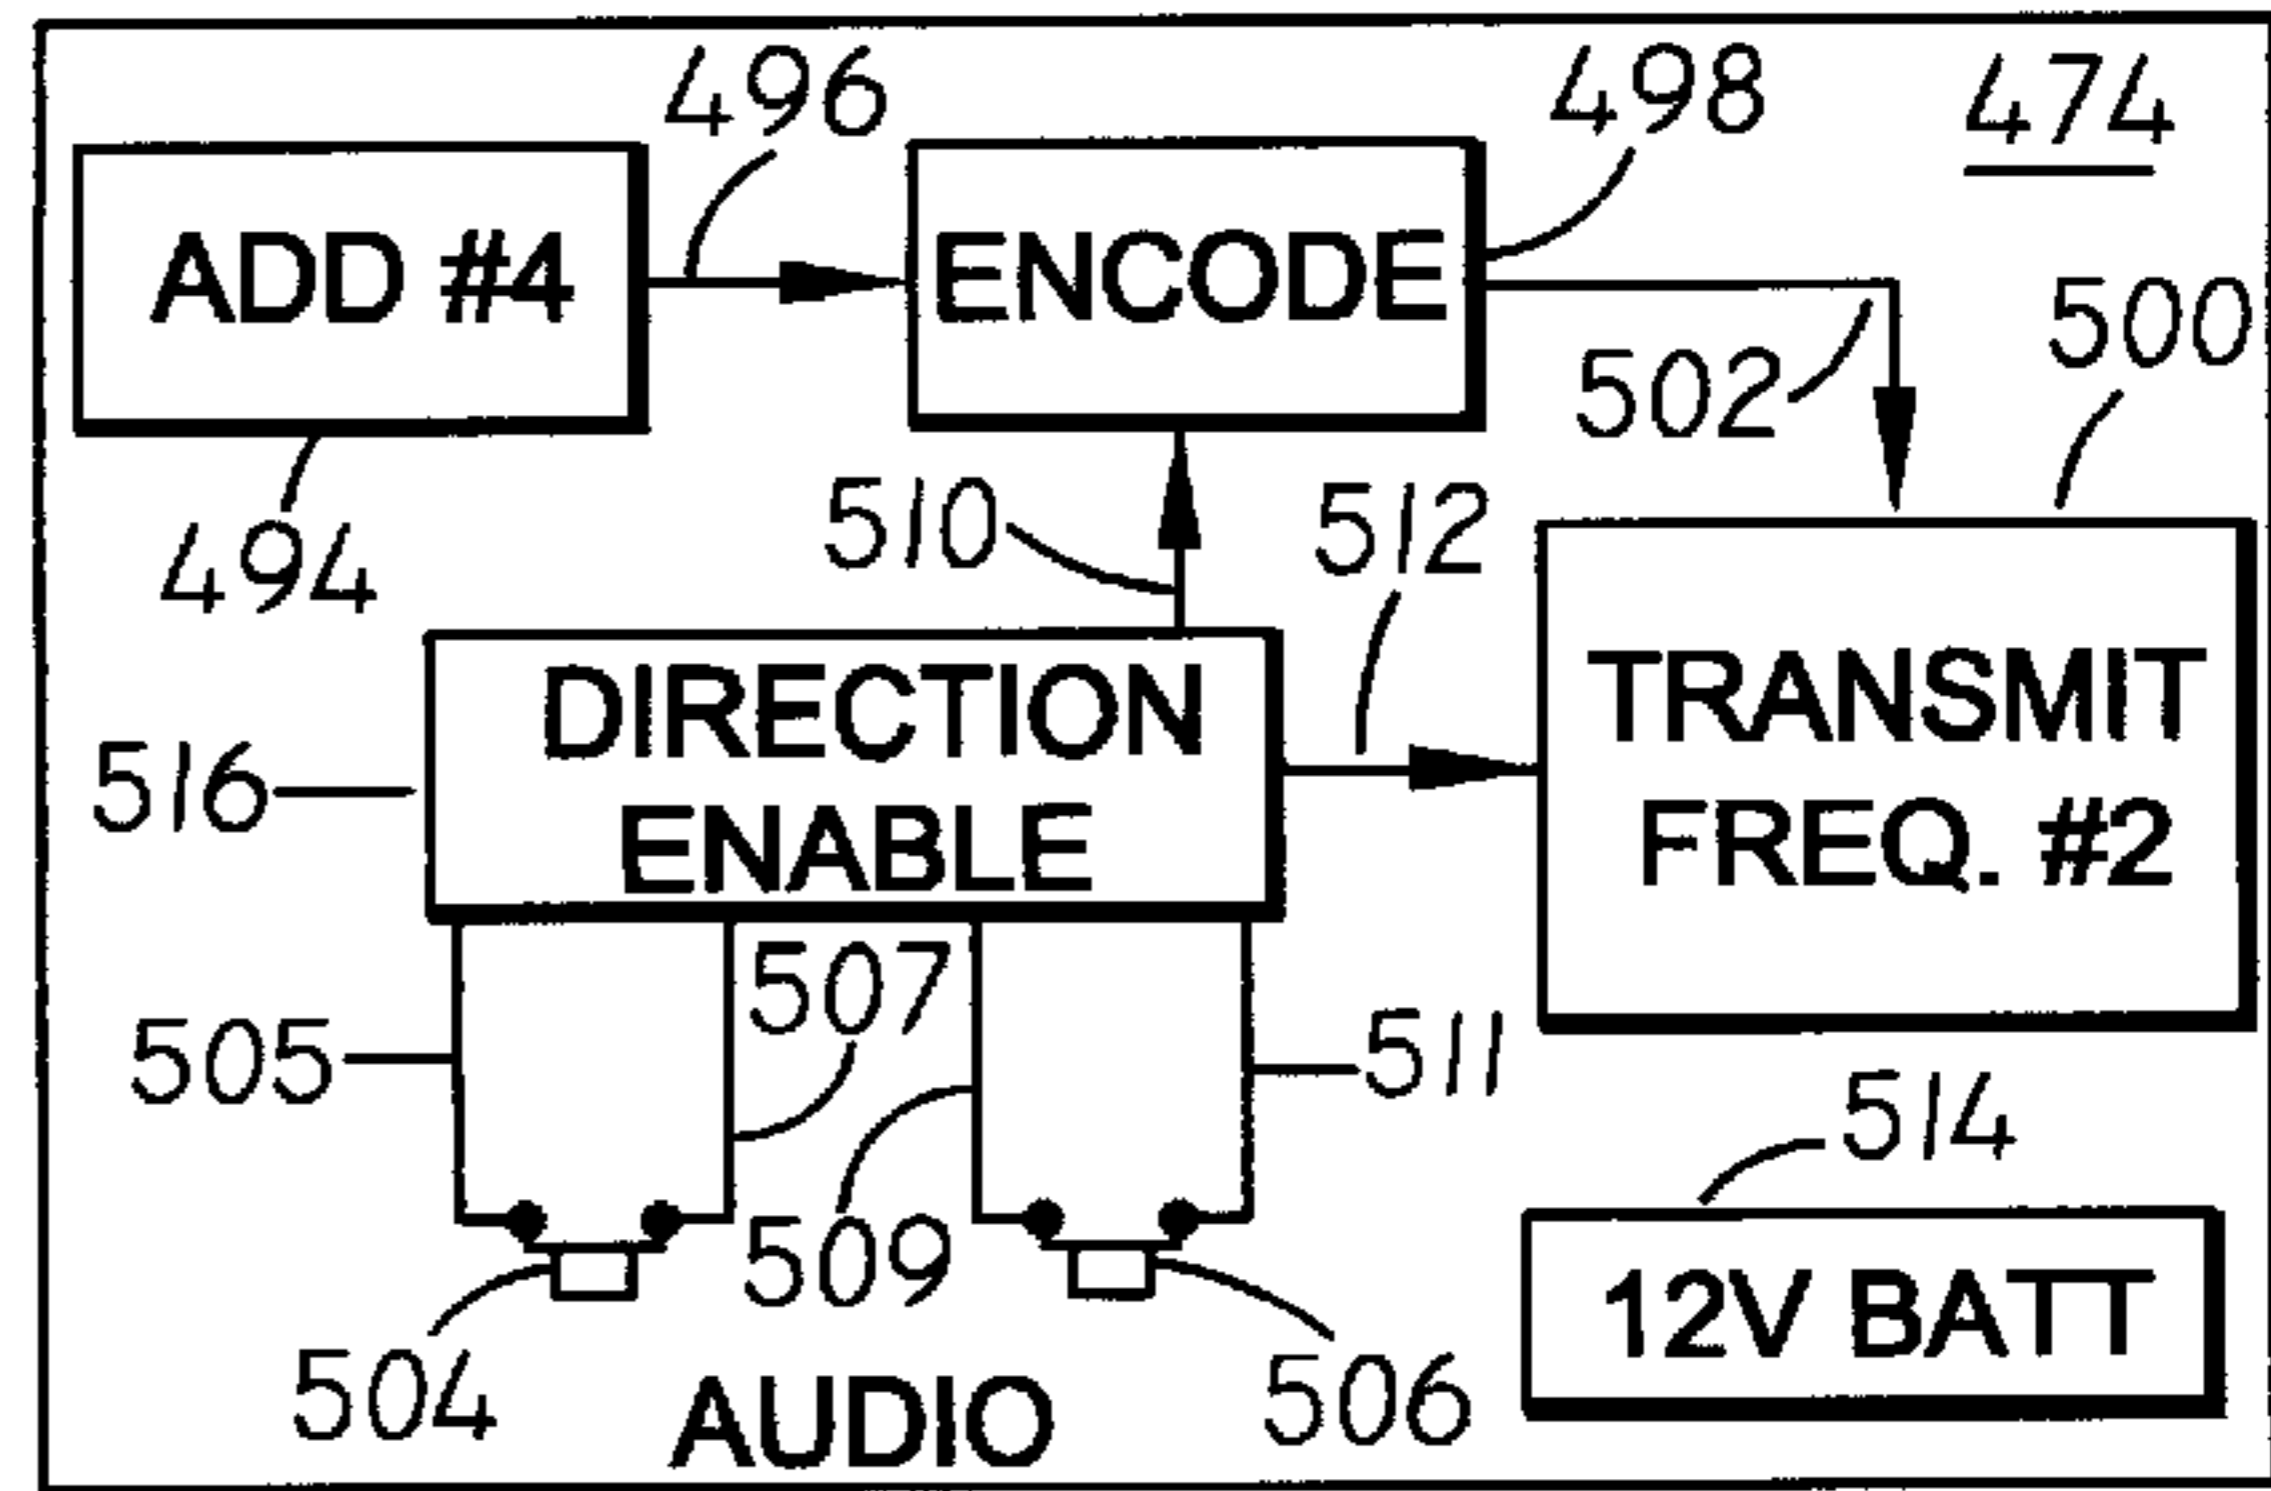 496
498
474
ADD #4
ENCODE
500
502
494
510
512
DIRECTION
ENABLE
TRANSMIT
FREQ. #2
516
507
505
511
514
509
12V BATT
504
506
AUDIO